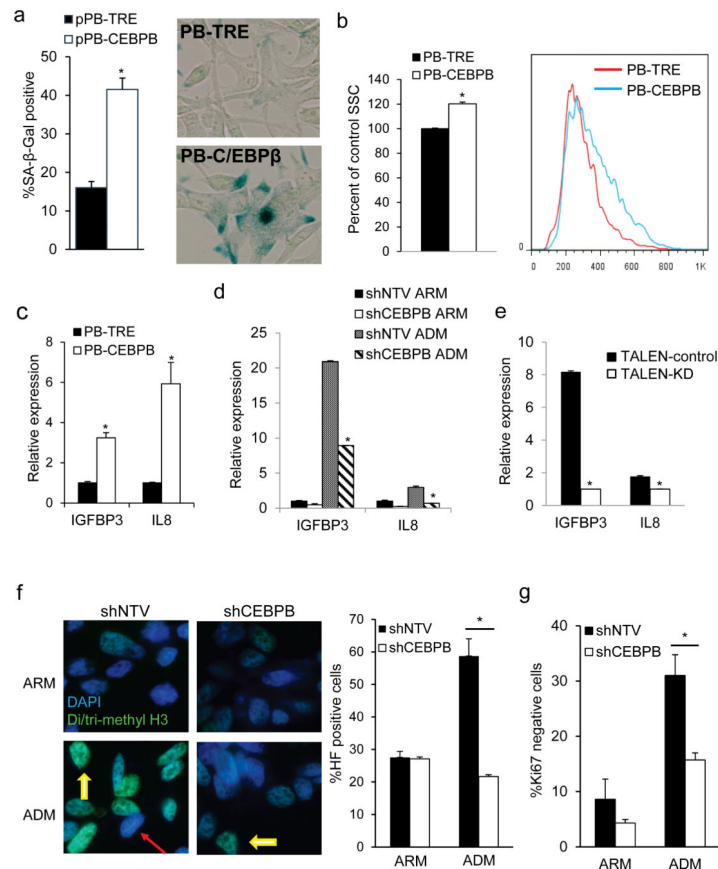 a
pPB-TRE
pPB-CEBPB
%SA-β-Gal positive
50
40
30
20
10
0
*
PB-TRE
PB-C/EBPβ
b
PB-TRE
PB-CEBPB
Percent of control SSC
140
120
100
80
60
40
20
0
*
PB-TRE
PB-CEBPB
0
0 200 400 600 800 1K
c
PB-TRE
PB-CEBPB
Relative expression
8
6
4
2
0
* *
IGFBP3 IL8
d
shNTV ARM
shCEBPB ARM
shNTV ADM
shCEBPB ADM
Relative expression
25
20
15
10
5
0
* *
IGFBP3 IL8
e
TALEN-control
TALEN-KD
Relative expression
10
8
6
4
2
0
* *
IGFBP3 IL8
f
shNTV shCEBPB
ARM
DAPI
Di/tri-methyl H3
ADM
shNTV
shCEBPB
%HF positive cells
70
60
50
40
30
20
10
0
*
ARM ADM
g
shNTV
shCEBPB
%Ki67 negative cells
40
30
20
10
0
*
ARM ADM